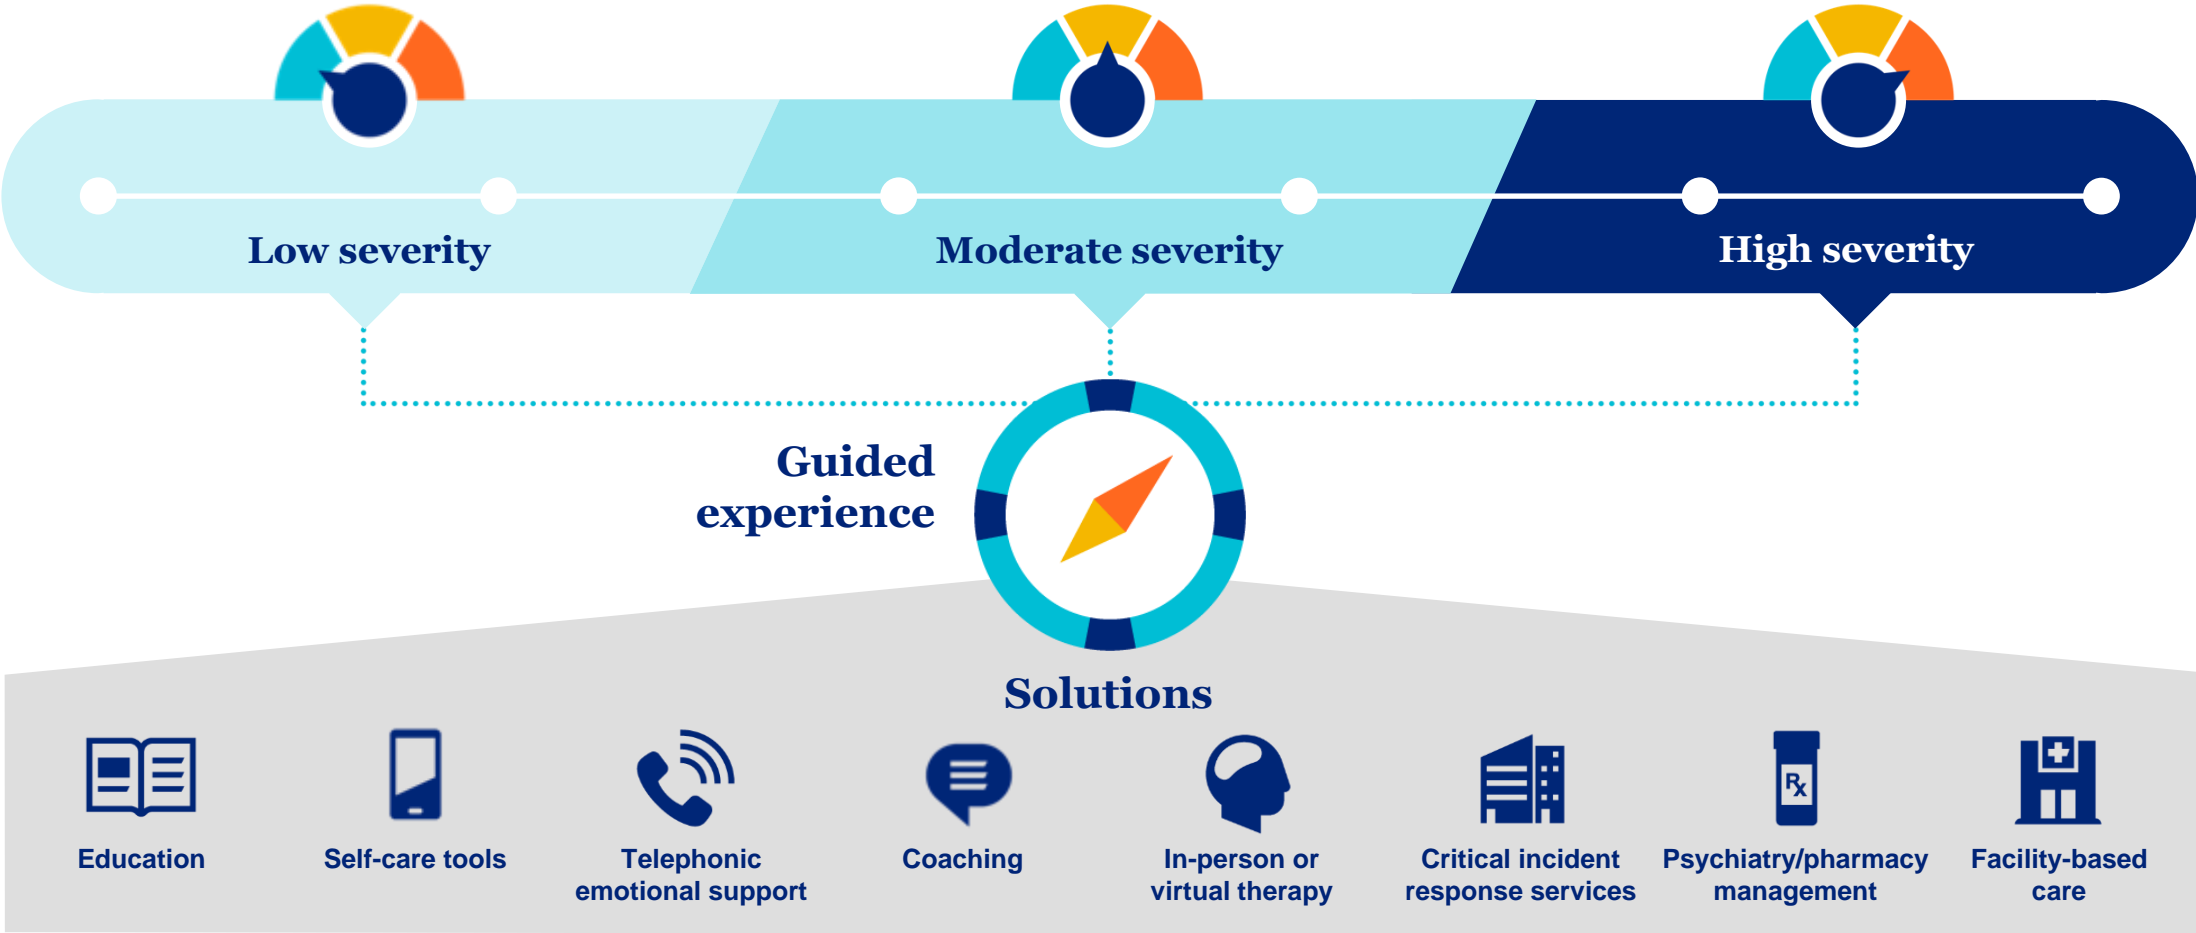 Low severity
Moderate severity
High severity
Guided
experience
Solutions
Education
Self-care tools
Telephonic
emotional support
Coaching
In-person or
virtual therapy
Critical incident
response services
Rx
Psychiatry/pharmacy
management
Facility-based
care